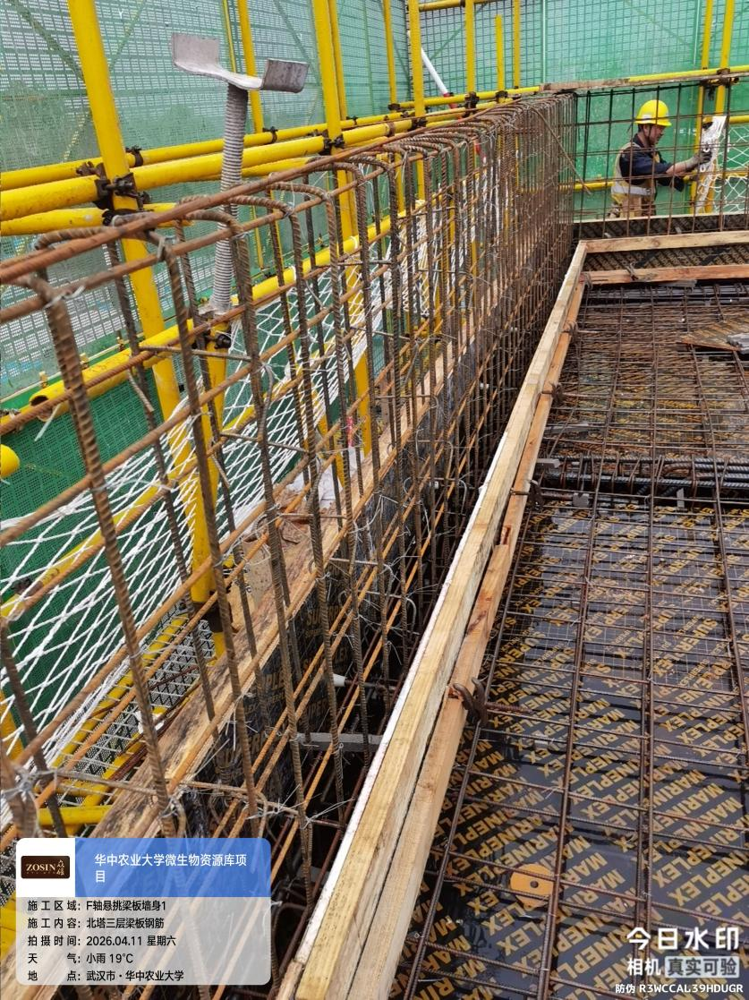 ZOSIN
华中农业大学微生物资源库项
目
施工区域：F轴悬挑梁板墙身1
施工内容：北塔三层梁板钢筋
拍摄时间：2026.04.11 星期六
天 气：小雨 19℃
地 点：武汉市·华中农业大学
今日水印
相机 真实可验
防伪 R3WCCAL39HDUGR
MARINEPLEX